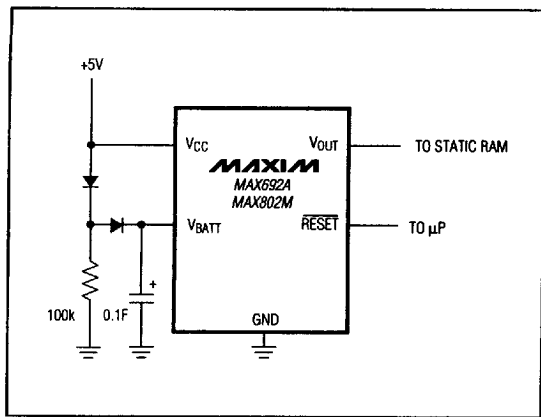 +5V
VCC
VOUT
TO STATIC RAM
MAXIM
MAX692A
MAX802M
VBATT
RESET
TO µP
100k
0.1F
+
GND